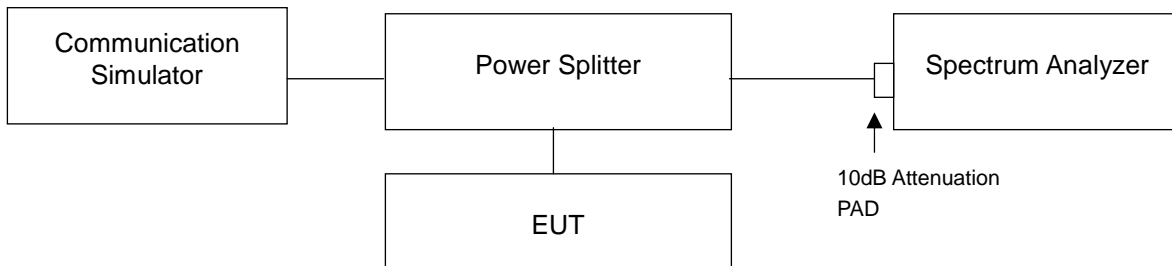 Communication
Simulator
Power Splitter
Spectrum Analyzer
10dB Attenuation
PAD
EUT